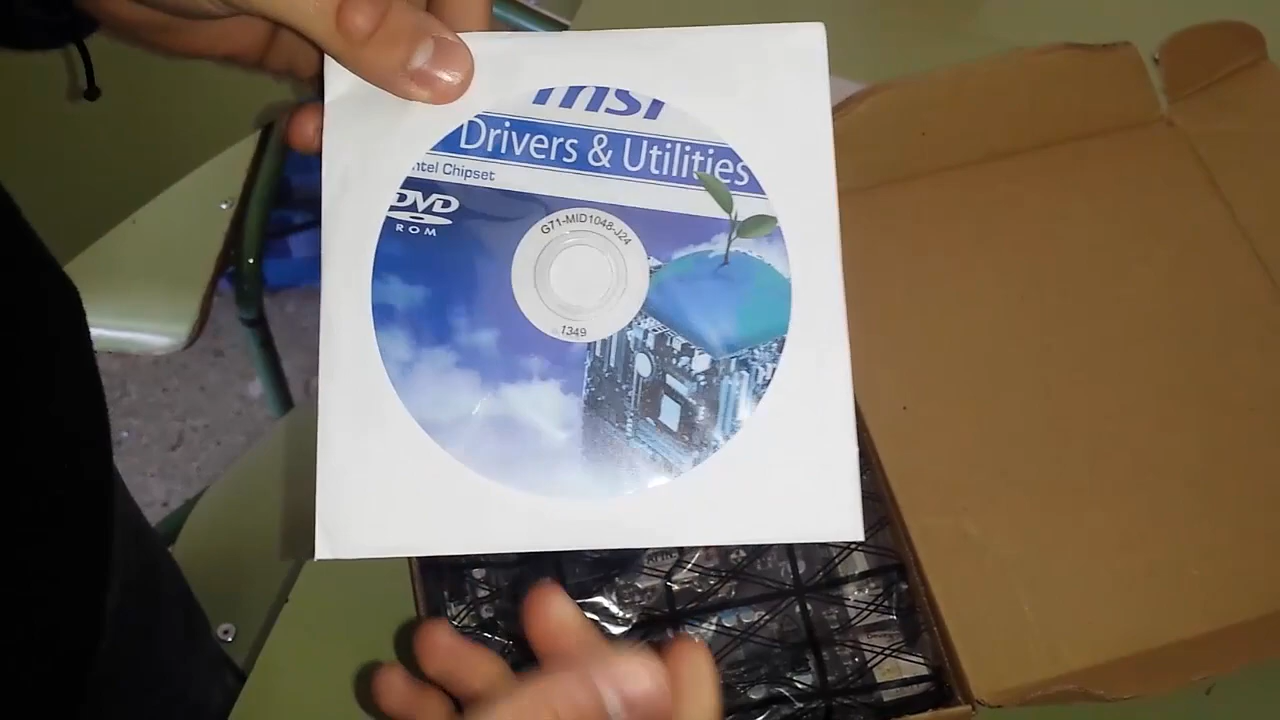 msi
Drivers & Utilities
ntel Chipset
DVD
ROM
G71-MID1048-J24
1349